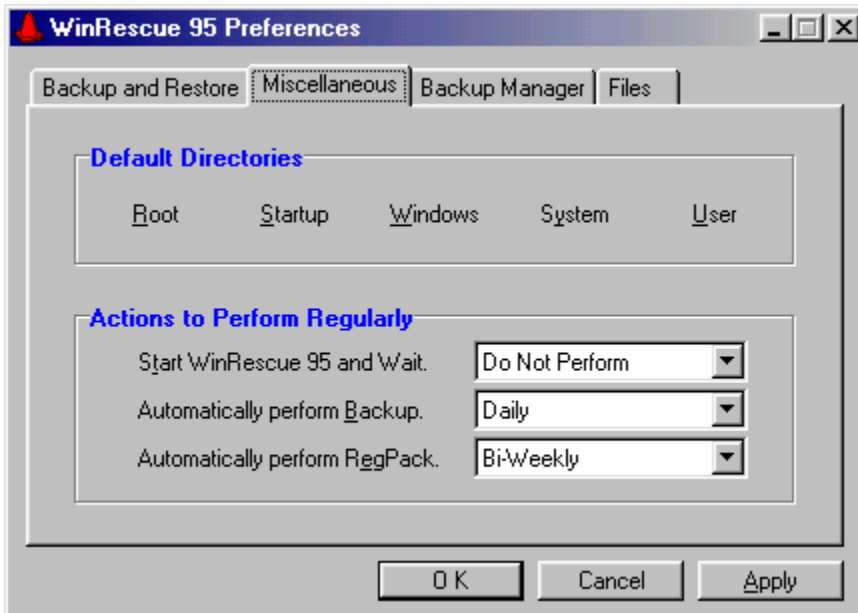 WinRescue 95 Preferences
Backup and Restore Miscellaneous Backup Manager Files
Default Directories
Root Startup Windows System User
Actions to Perform Regularly
Start WinRescue 95 and Wait. Do Not Perform
Automatically perform Backup. Daily
Automatically perform RegPack. Bi-Weekly
O K Cancel Apply